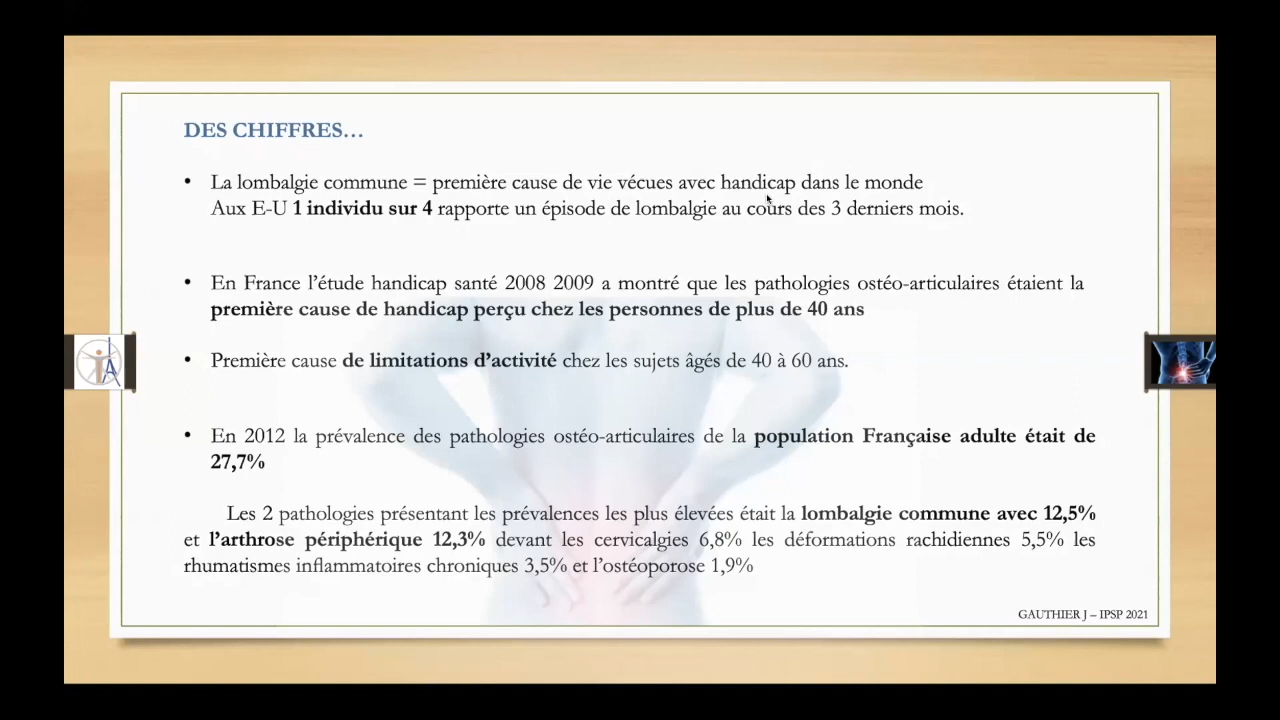 DES CHIFFRES…
• La lombalgie commune = première cause de vie vécues avec handicap dans le monde
Aux E-U 1 individu sur 4 rapporte un épisode de lombalgie au cours des 3 derniers mois.
• En France l’étude handicap santé 2008 2009 a montré que les pathologies ostéo-articulaires étaient la
première cause de handicap perçu chez les personnes de plus de 40 ans
• Première cause de limitations d’activité chez les sujets âgés de 40 à 60 ans.
• En 2012 la prévalence des pathologies ostéo-articulaires de la population Française adulte était de
27,7%
Les 2 pathologies présentant les prévalences les plus élevées était la lombalgie commune avec 12,5%
et l’arthrose périphérique 12,3% devant les cervicalgies 6,8% les déformations rachidiennes 5,5% les
rhumatismes inflammatoires chroniques 3,5% et l’ostéoporose 1,9%
GAUTHIER J – IPSP 2021